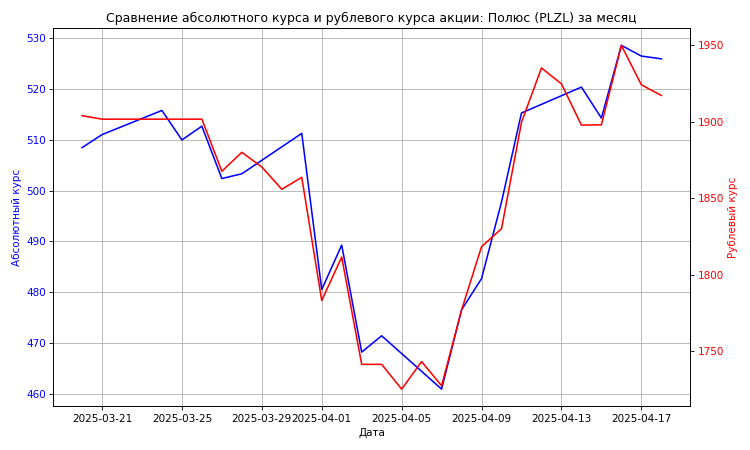 Сравнение абсолютного курса и рублевого курса акции: Полюс (PLZL) за месяц
530
520
510
500
490
480
470
460
Абсолютный курс
1950
1900
1850
1800
1750
Рублевый курс
2025-03-21 2025-03-25 2025-03-29 2025-04-01 2025-04-05 2025-04-09 2025-04-13 2025-04-17
Дата